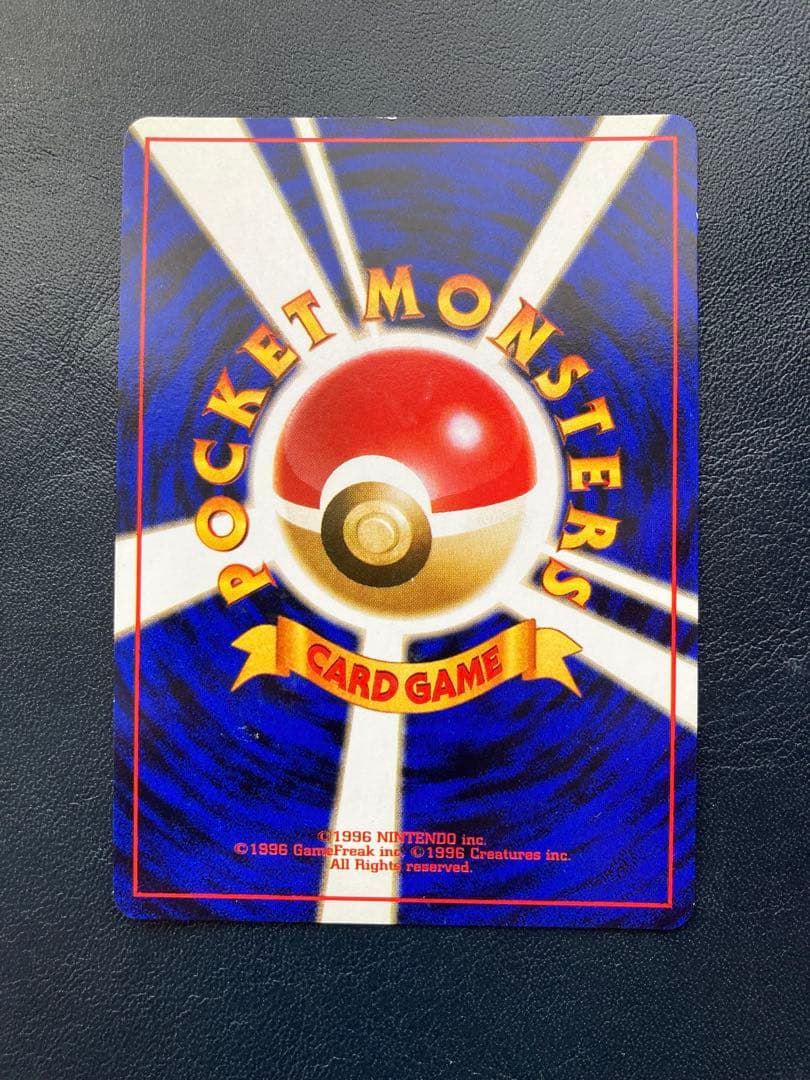 POCKET MONSTERS
CARD GAME
©1996 NINTENDO inc.
©1996 GameFreak inc. ©1996 Creatures inc.
All Rights reserved.